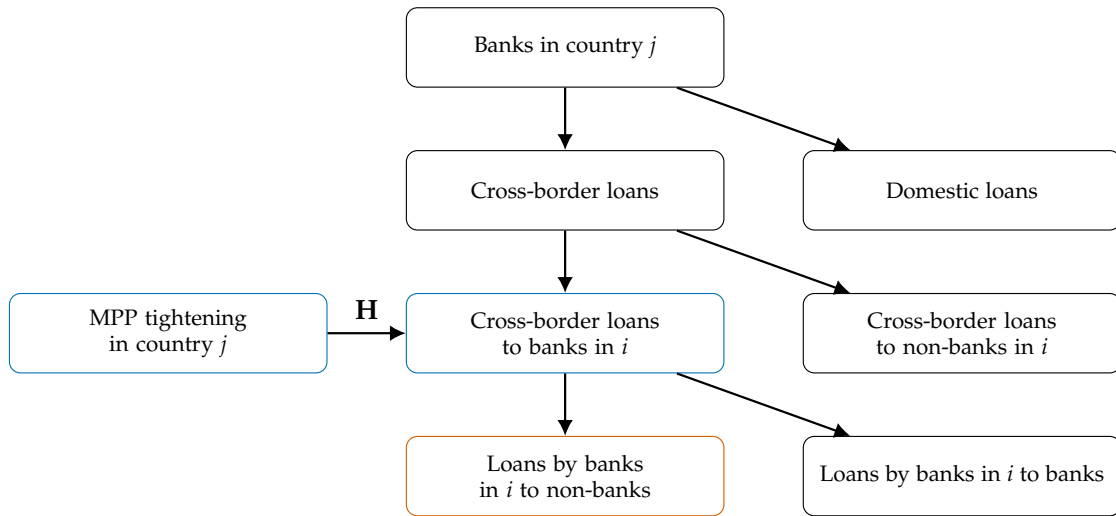 Banks in country j
Cross-border loans
Domestic loans
MPP tightening
in country j
H
Cross-border loans
to banks in i
Cross-border loans
to non-banks in i
Loans by banks
in i to non-banks
Loans by banks in i to banks